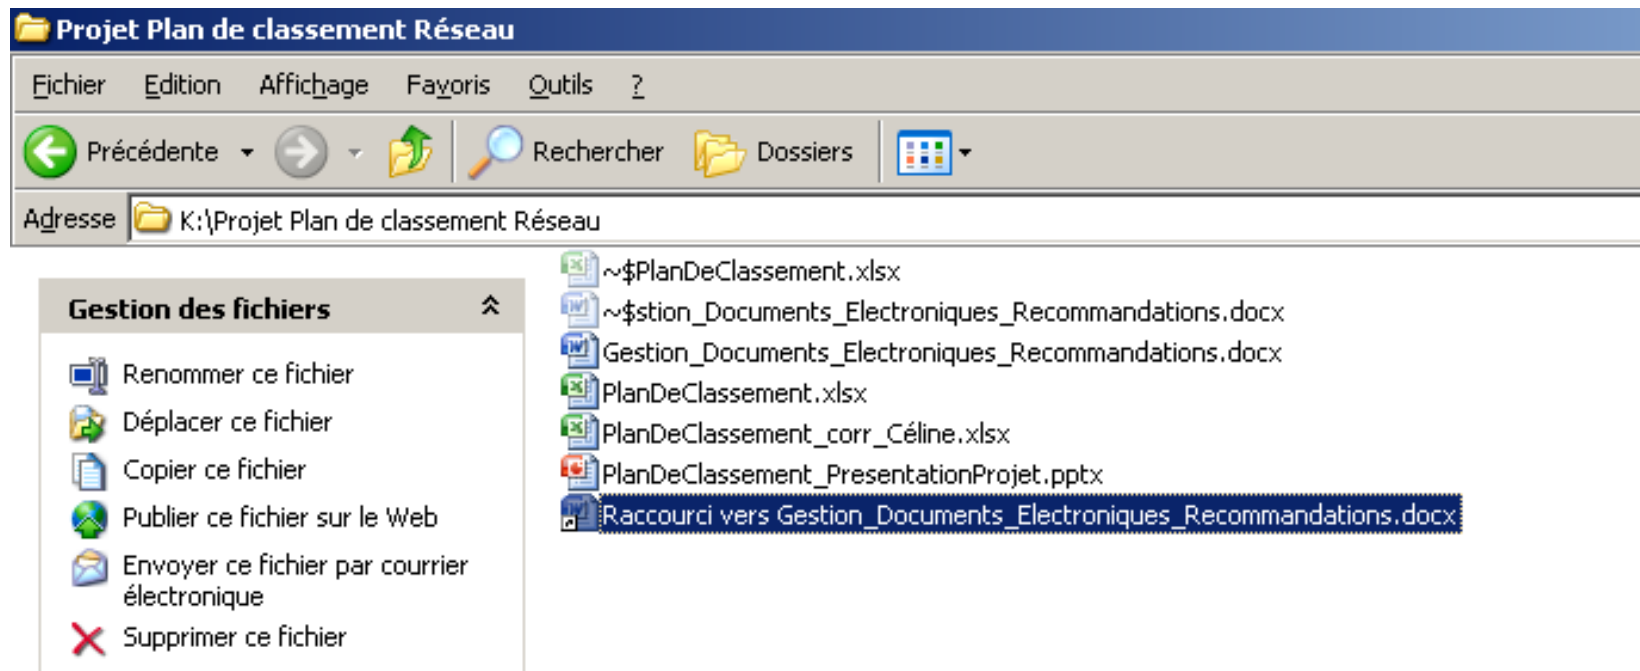 Projet Plan de classement Réseau
Fichier Edition Affichage Favoris Outils ?
Précédente Rechercher Dossiers
Adresse K:\Projet Plan de classement Réseau
Gestion des fichiers
Renommer ce fichier
Déplacer ce fichier
Copier ce fichier
Publier ce fichier sur le Web
Envoyer ce fichier par courrier
électronique
Supprimer ce fichier
~$PlanDeClassement.xlsx
~$stion_Documents_Electroniques_Recommandations.docx
Gestion_Documents_Electroniques_Recommandations.docx
PlanDeClassement.xlsx
PlanDeClassement_corr_Céline.xlsx
PlanDeClassement_PresentationProjet.pptx
Raccourci vers Gestion_Documents_Electroniques_Recommandations.docx